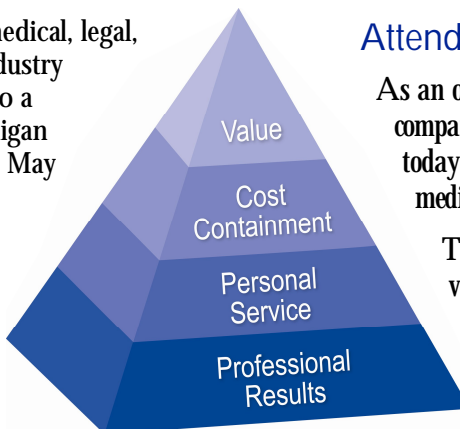 medical, legal,
dustry
o a
igan
May
Value
Cost
Containment
Personal
Service
Professional
Results
Attend
As an o
compa
today
medi
T
v